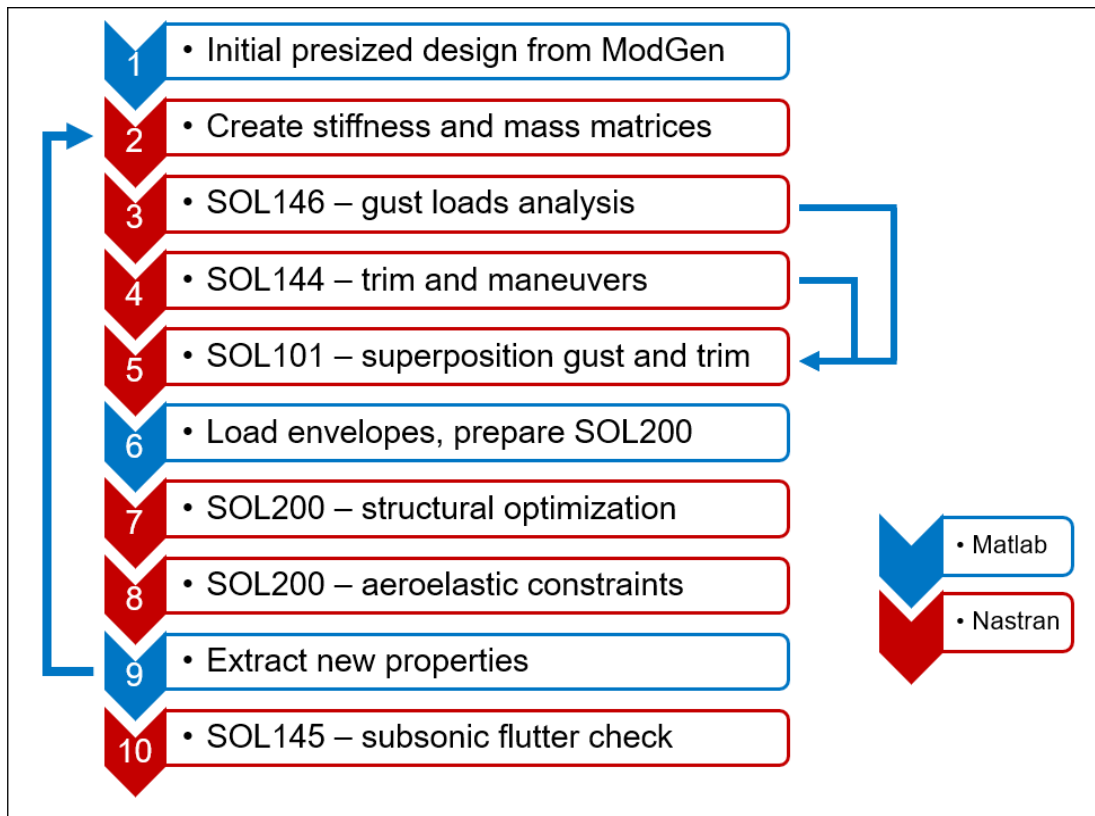 1
• Initial presized design from ModGen
2
• Create stiffness and mass matrices
3
• SOL146 – gust loads analysis
4
• SOL144 – trim and maneuvers
5
• SOL101 – superposition gust and trim
6
• Load envelopes, prepare SOL200
7
• SOL200 – structural optimization
8
• SOL200 – aeroelastic constraints
9
• Extract new properties
10
• SOL145 – subsonic flutter check
• Matlab
• Nastran